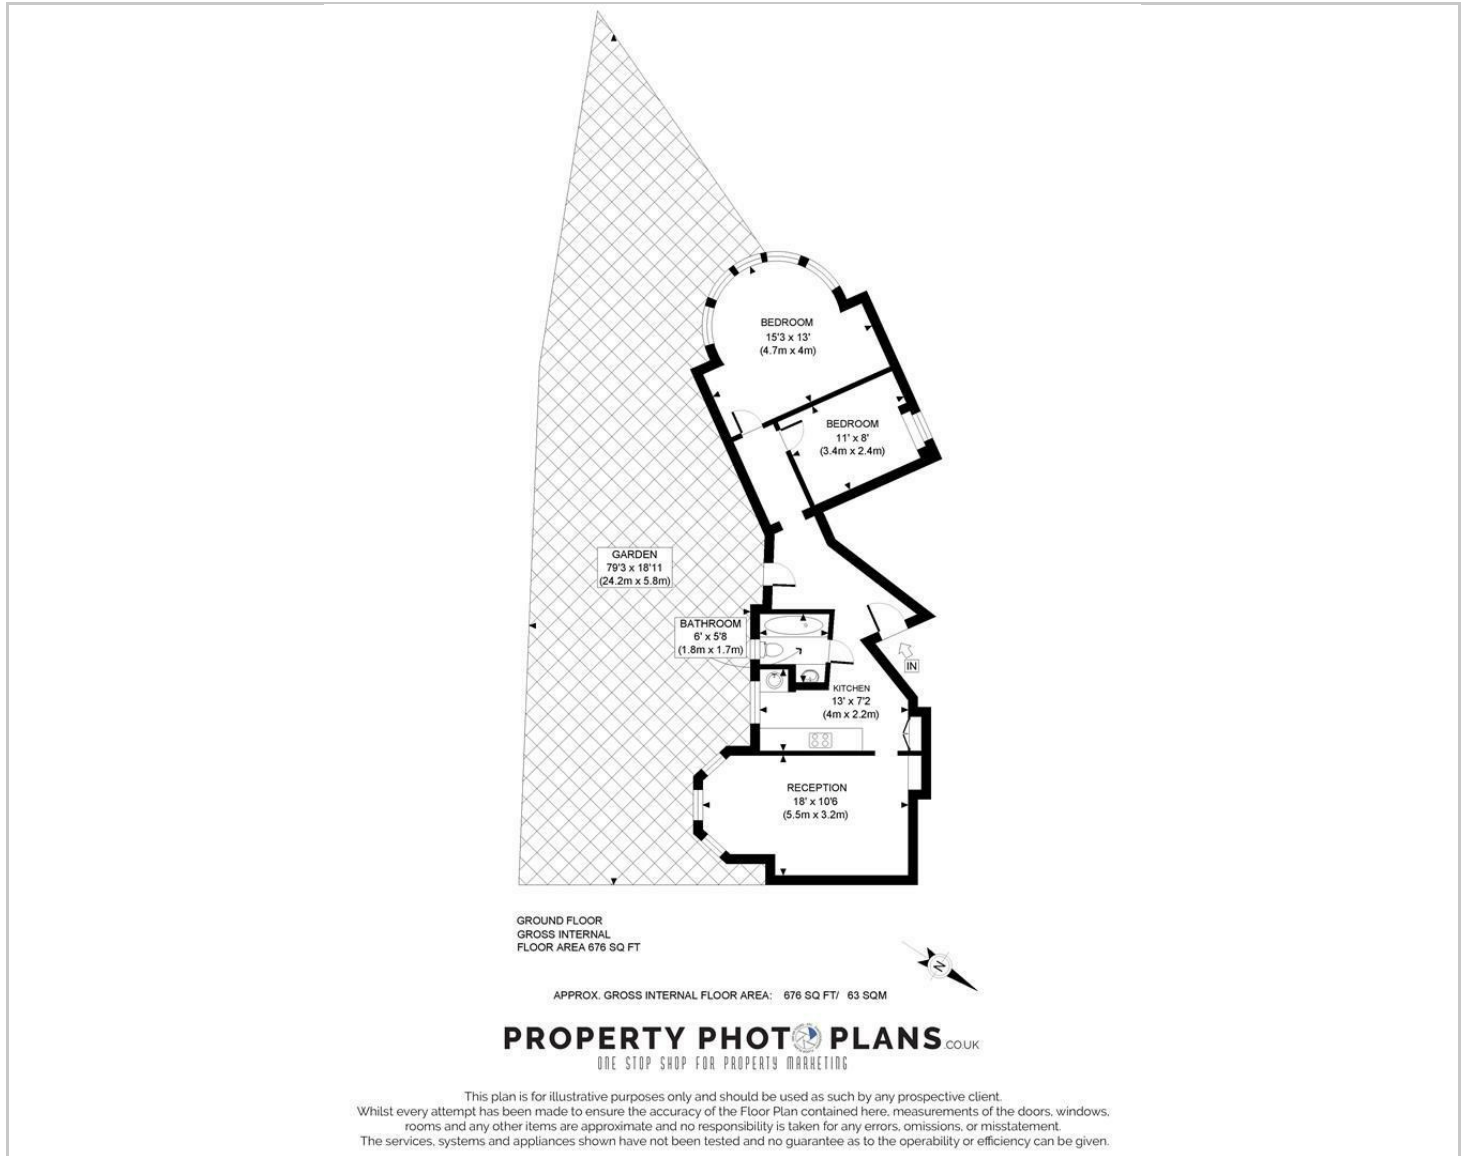 BEDROOM
15'3 x 13'
(4.7m x 4m)
BEDROOM
11' x 8'
(3.4m x 2.4m)
GARDEN
79'3 x 18'11
(24.2m x 5.8m)
BATHROOM
6' x 5'8
(1.8m x 1.7m)
IN
KITCHEN
13' x 7'2
(4m x 2.2m)
RECEPTION
18' x 10'6
(5.5m x 3.2m)
GROUND FLOOR
GROSS INTERNAL
FLOOR AREA 676 SQ FT
N
APPROX. GROSS INTERNAL FLOOR AREA: 676 SQ FT/ 63 SQM
PROPERTY PHOTO PLANS.CO.UK
ONE STOP SHOP FOR PROPERTY MARKETING
This plan is for illustrative purposes only and should be used as such by any prospective client.
Whilst every attempt has been made to ensure the accuracy of the Floor Plan contained here, measurements of the doors, windows,
rooms and any other items are approximate and no responsibility is taken for any errors, omissions, or misstatement.
The services, systems and appliances shown have not been tested and no guarantee as to the operability or efficiency can be given.